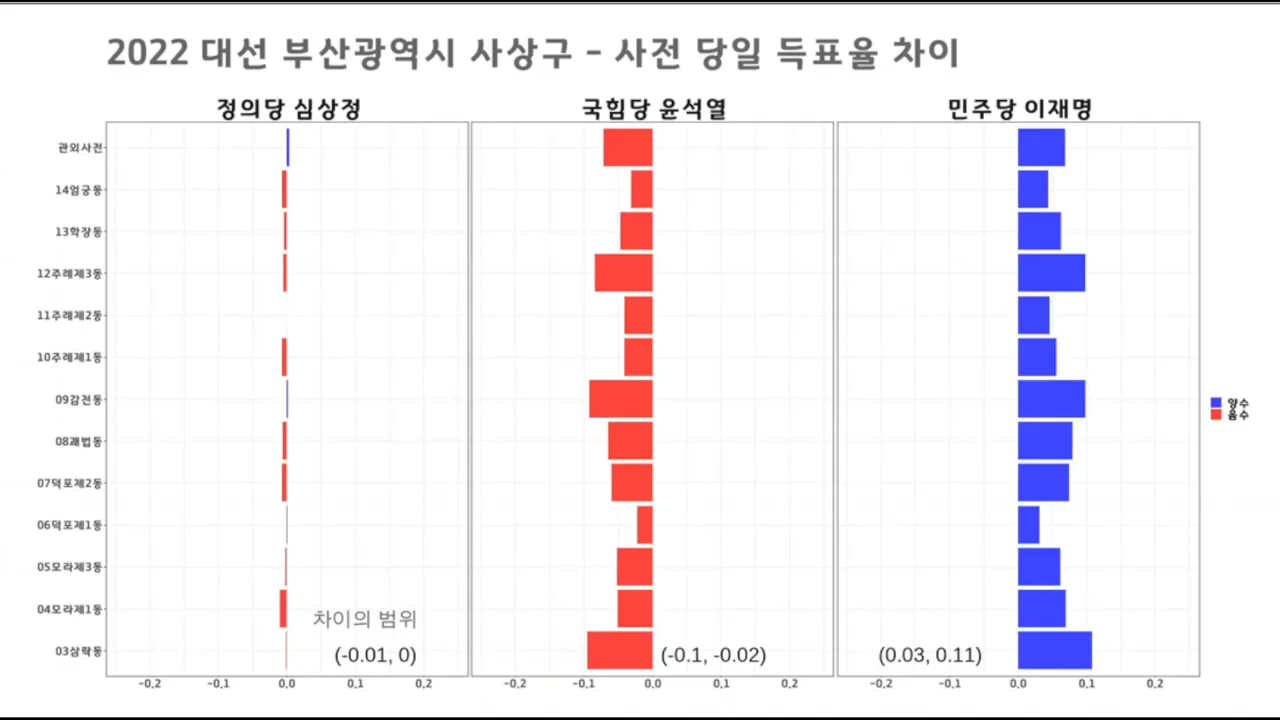 2022 대선 부산광역시 사상구 - 사전 당일 득표율 차이
정의당 심상정 국힘당 윤석열 민주당 이재명
관외사전
14엄궁동
13학장동
12주례제3동
11주례제2동
10주례제1동
09감전동
양수
음수
08괘법동
07덕포제2동
06덕포제1동
05모라제3동
04모라제1동
차이의 범위
03삼락동
(-0.01, 0) (-0.1, -0.02) (0.03, 0.11)
-0.2 -0.1 0.0 0.1 0.2 -0.2 -0.1 0.0 0.1 0.2 -0.2 -0.1 0.0 0.1 0.2